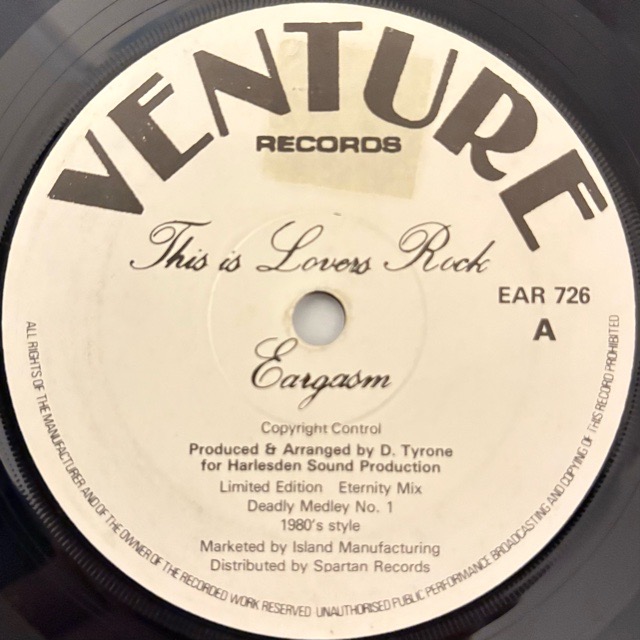 VENTURE
RECORDS
This is Lovers Rock
EAR 726
A
Eargasm
Copyright Control
Produced & Arranged by D. Tyrone
for Harlesden Sound Production
Limited Edition Eternity Mix
Deadly Medley No. 1
1980's style
Marketed by Island Manufacturing
Distributed by Spartan Records
ALL RIGHTS OF THE MANUFACTURER AND OF THE OWNER OF THE RECORDED WORK RESERVED UNAUTHORISED PUBLIC PERFORMANCE BROADCASTING AND COPYING OF THIS RECORD PROHIBITED